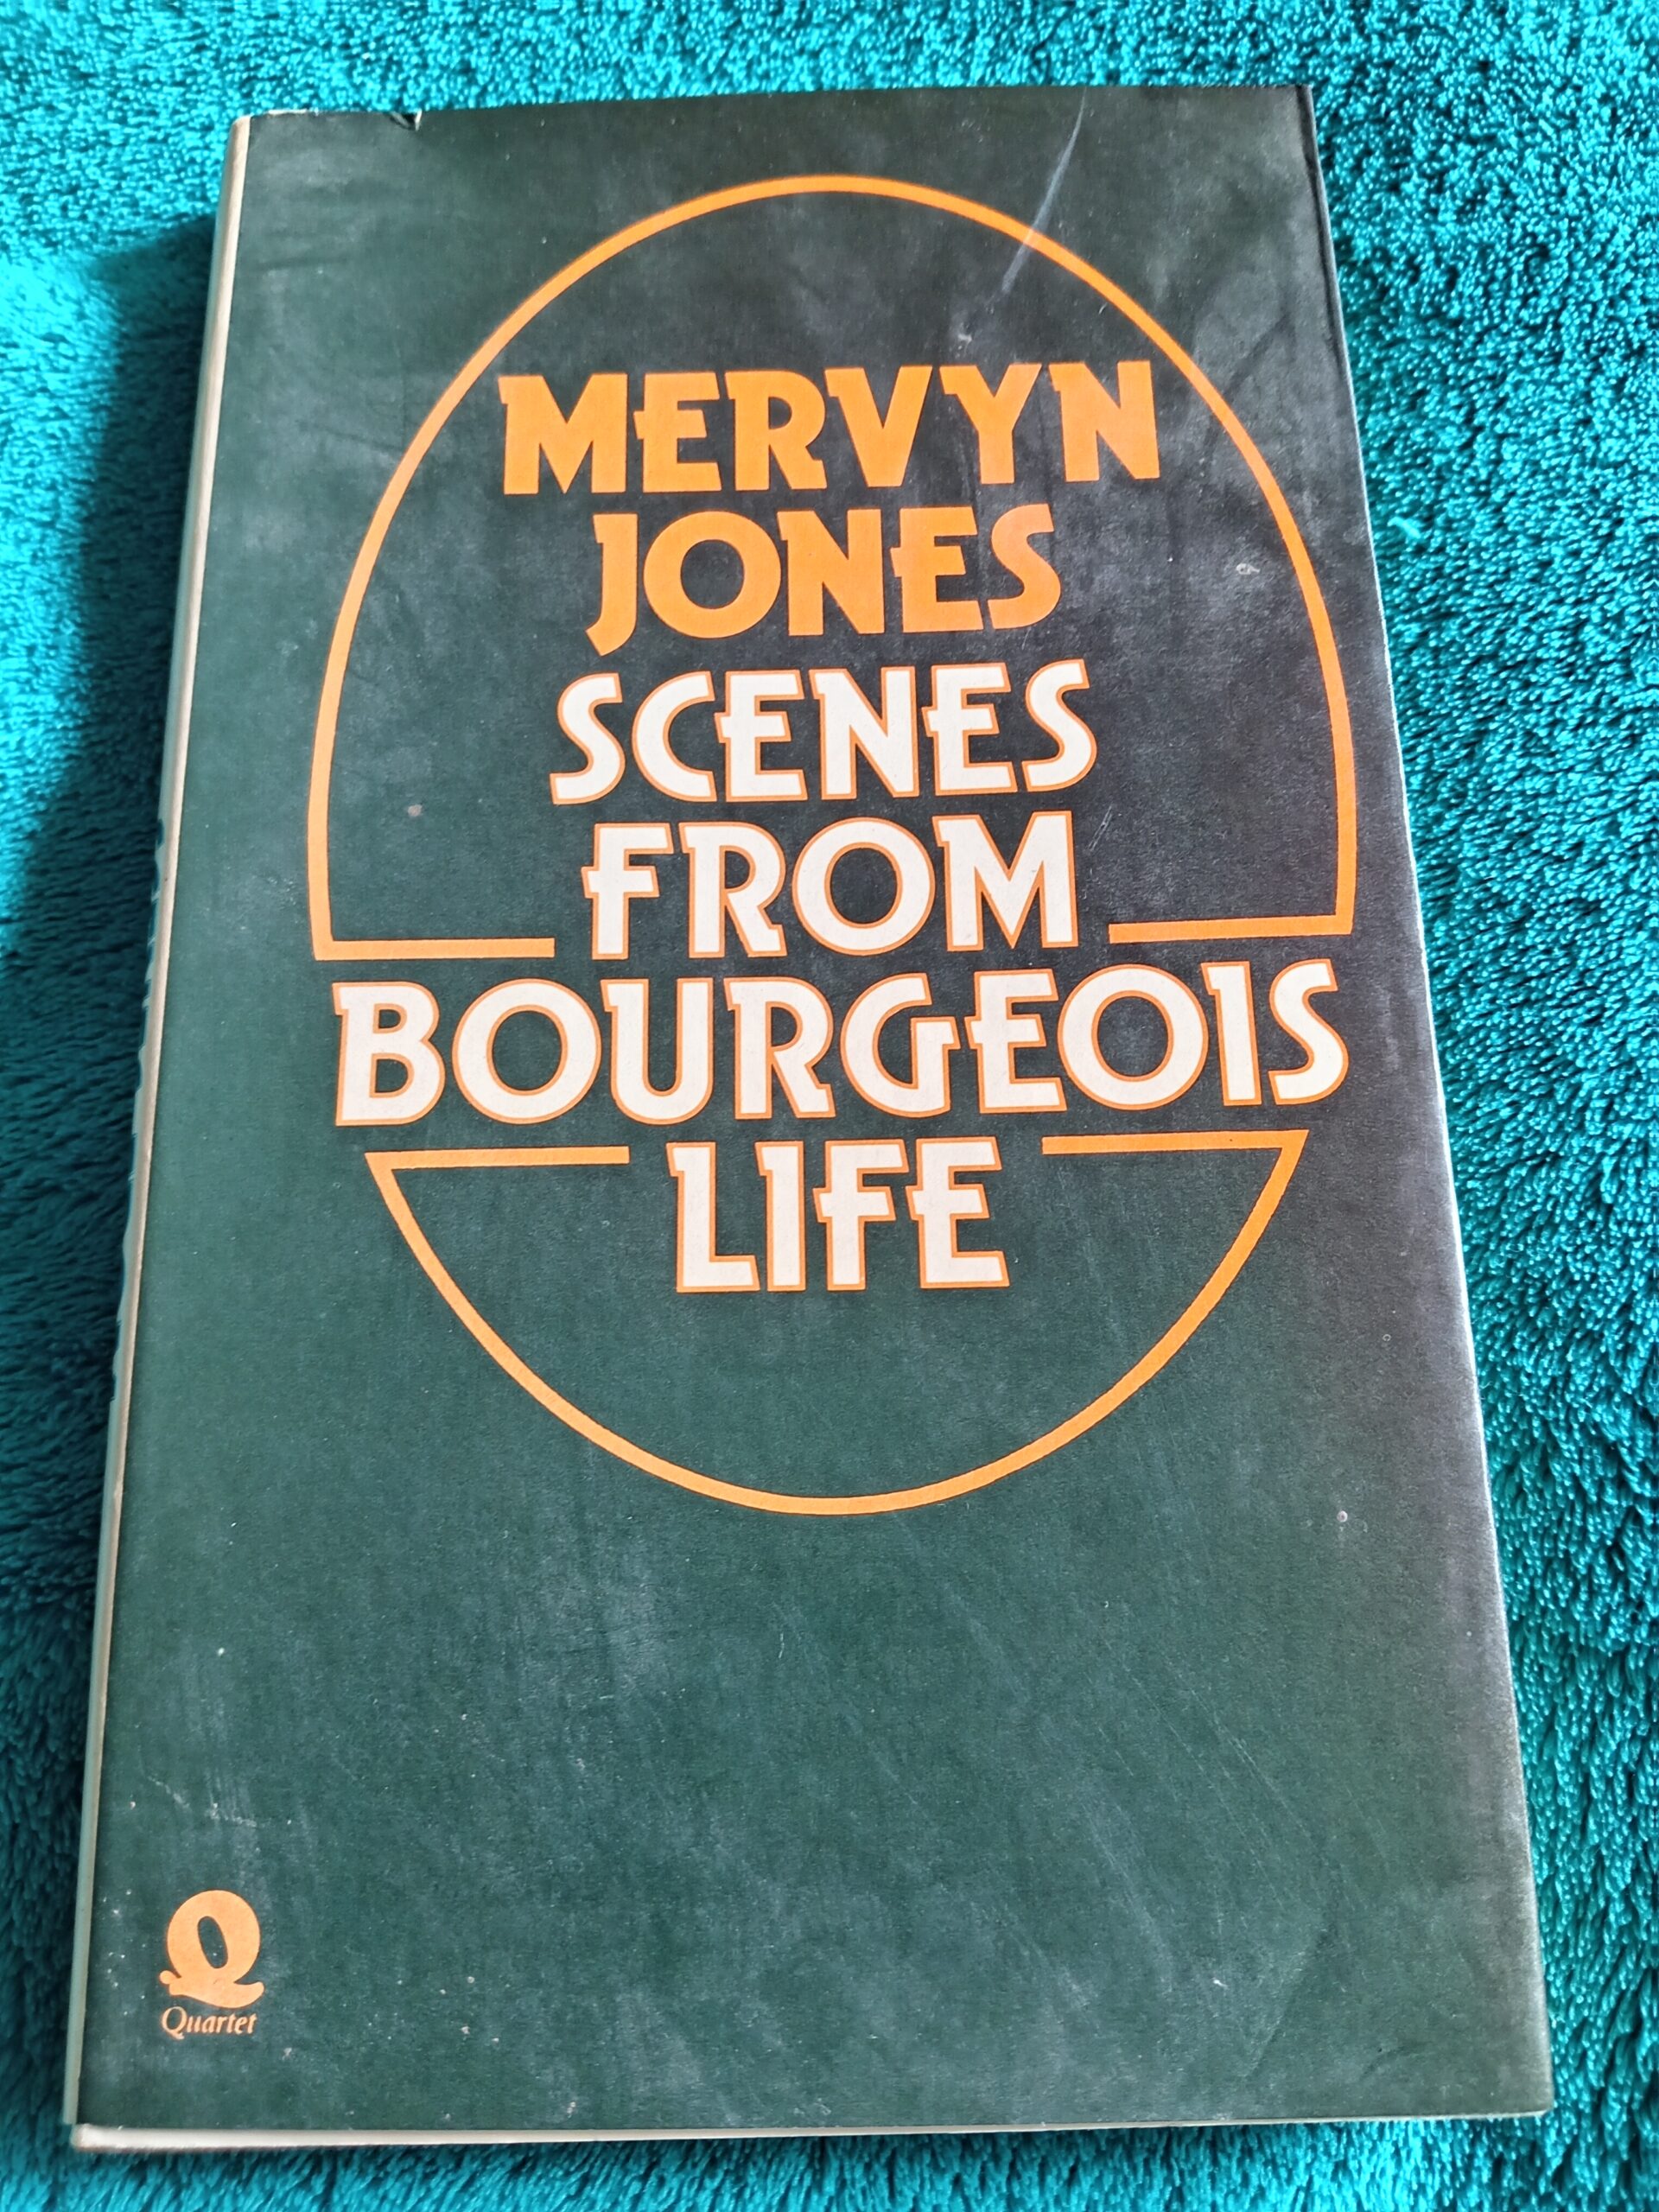 MERVYN
JONES
SCENES
FROM
BOURGEOIS
LIFE
Quartet